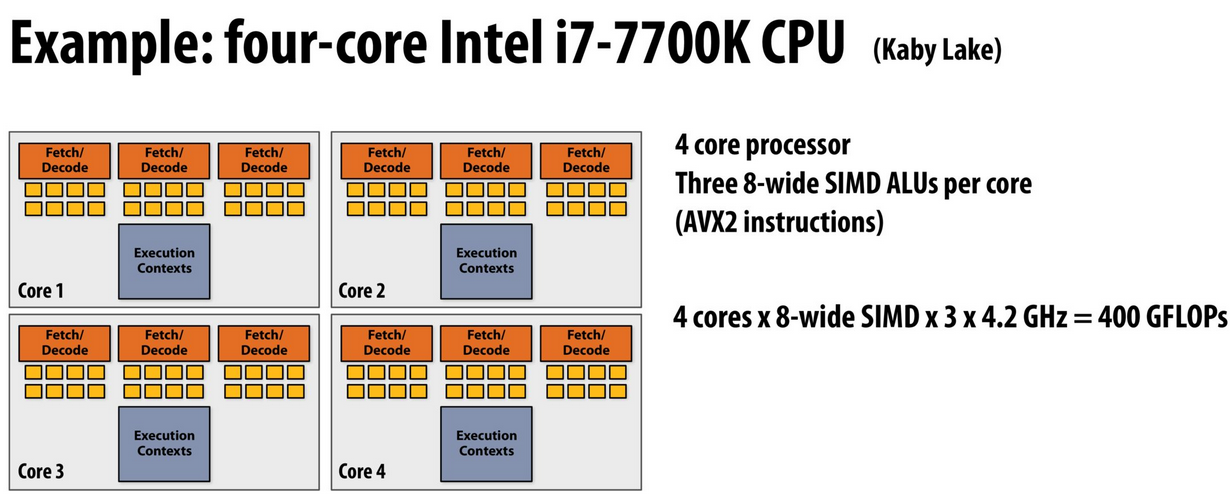 Example: four-core Intel i7-7700K CPU (Kaby Lake)
Fetch/ Fetch/ Fetch/
Decode Decode Decode
Execution
Contexts
Core 1
Fetch/ Fetch/ Fetch/
Decode Decode Decode
Execution
Contexts
Core 2
Fetch/ Fetch/ Fetch/
Decode Decode Decode
Execution
Contexts
Core 3
Fetch/ Fetch/ Fetch/
Decode Decode Decode
Execution
Contexts
Core 4
4 core processor
Three 8-wide SIMD ALUs per core
(AVX2 instructions)
4 cores x 8-wide SIMD x 3 x 4.2 GHz = 400 GFLOPs